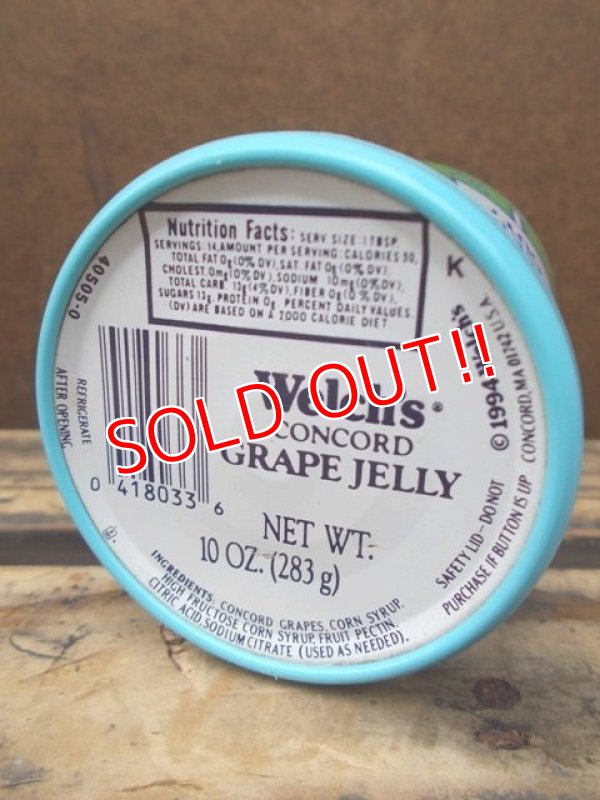 Nutrition Facts: SERV SIZE:1TBSP
SERVINGS 14,AMOUNT PER SERVING:CALORIES 50,
TOTAL FAT 0g(0% DV),SAT. FAT 0g(0% DV),
CHOLEST.0mg(0%DV),SODIUM 10mg(0%DV),
TOTAL CARB. 13g(4%DV),FIBER 0g(0 %DV),
SUGARS 13g, PROTEIN 0g PERCENT DAILY VALUES
(DV) ARE BASED ON A 2000 CALORIE DIET
K
40505-0
REFRIGERATE
AFTER OPENING
0 418033 6
Welch's®
CONCORD
GRAPE JELLY
NET WT:
10 OZ. (283 g)
SOLD OUT!!
© 1994 Welch's
CONCORD, MA 01742 U.S.A.
SAFETY LID—DO NOT
PURCHASE IF BUTTON IS UP
INGREDIENTS: CONCORD GRAPES, CORN SYRUP,
HIGH FRUCTOSE CORN SYRUP, FRUIT PECTIN,
CITRIC ACID,SODIUM CITRATE (USED AS NEEDED).